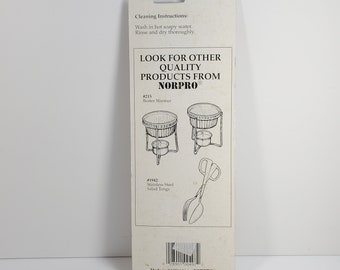 Cleaning Instructions:
Wash in hot soapy water.
Rinse and dry thoroughly.
LOOK FOR OTHER
QUALITY
PRODUCTS FROM
NORPRO®
#213
Butter Warmer
Stainless Steel
Salad Tongs